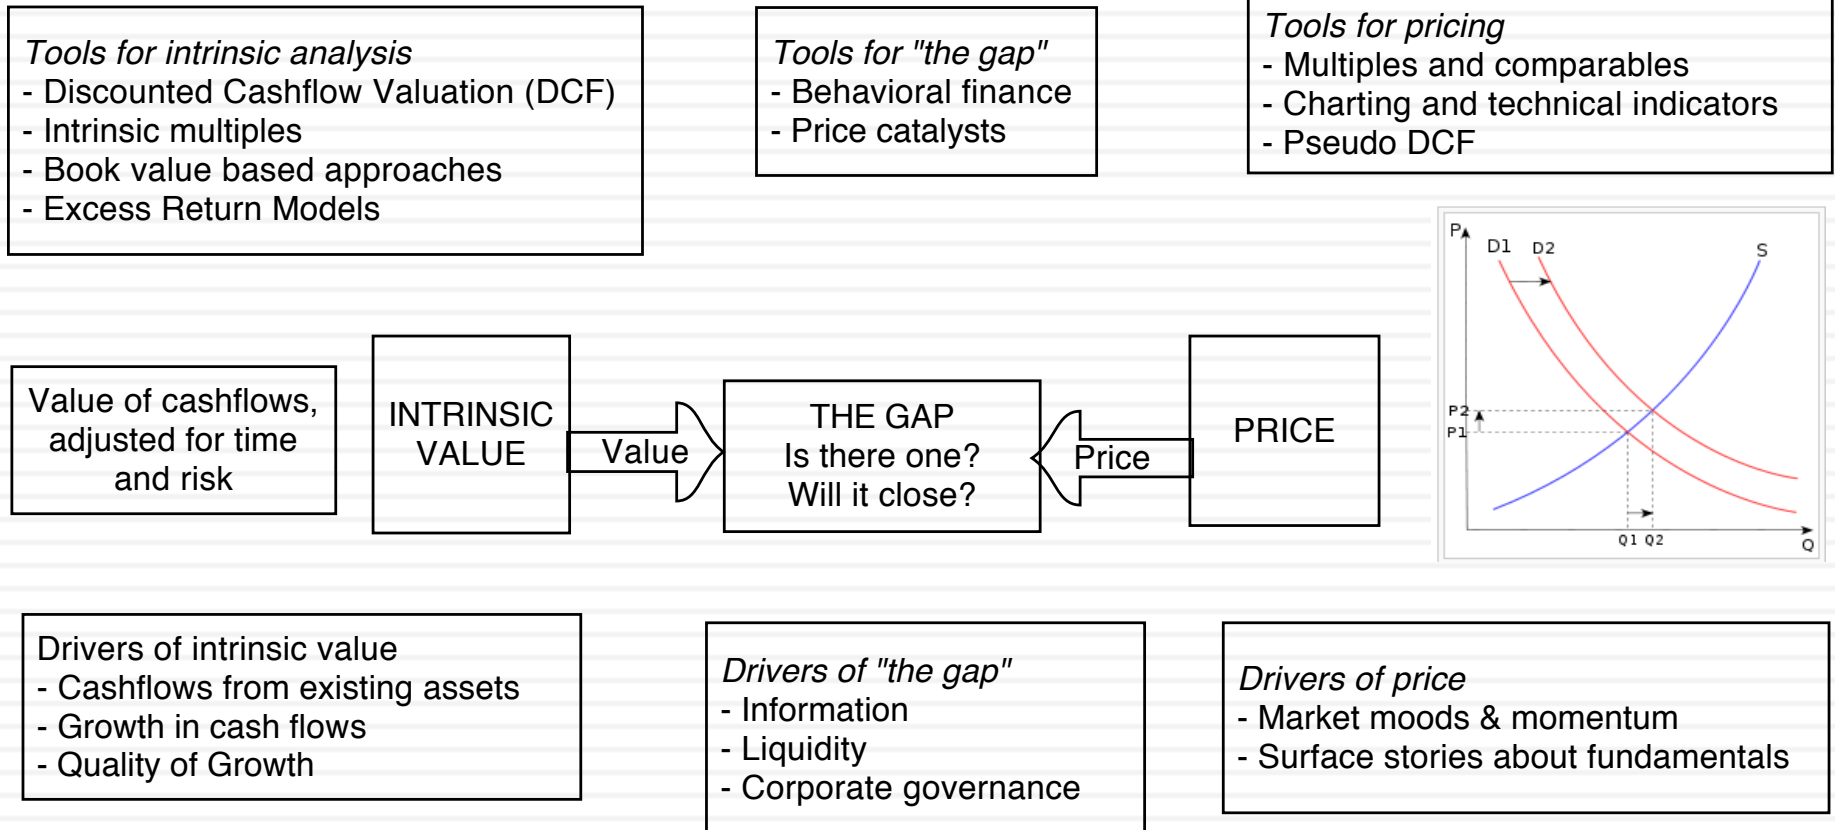 Tools for intrinsic analysis
- Discounted Cashflow Valuation (DCF)
- Intrinsic multiples
- Book value based approaches
- Excess Return Models
Tools for "the gap"
- Behavioral finance
- Price catalysts
Tools for pricing
- Multiples and comparables
- Charting and technical indicators
- Pseudo DCF
Value of cashflows,
adjusted for time
and risk
INTRINSIC
VALUE
Value
THE GAP
Is there one?
Will it close?
Price
PRICE
P
D1 D2
S
P2
P1
Q1 Q2
Q
Drivers of intrinsic value
- Cashflows from existing assets
- Growth in cash flows
- Quality of Growth
Drivers of "the gap"
- Information
- Liquidity
- Corporate governance
Drivers of price
- Market moods & momentum
- Surface stories about fundamentals